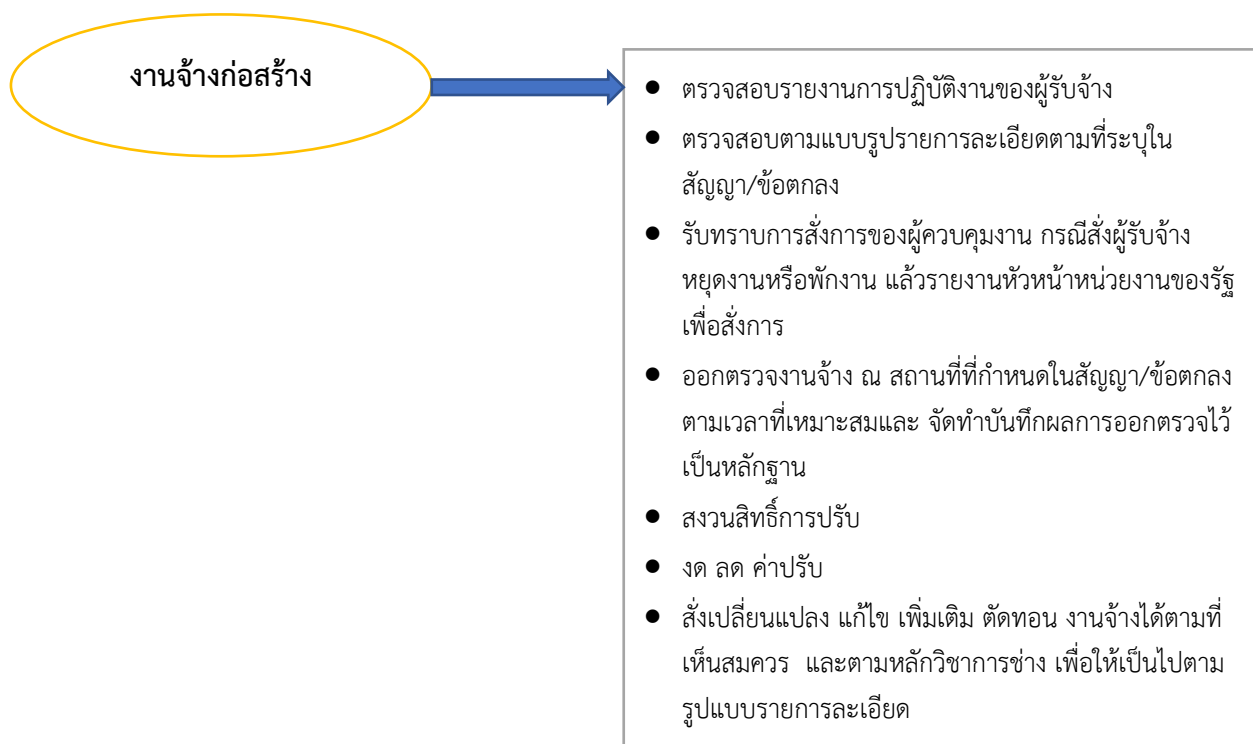 งานจ้างก่อสร้าง
● ตรวจสอบรายงานการปฏิบัติงานของผู้รับจ้าง
● ตรวจสอบตามแบบรูปรายการละเอียดตามที่ระบุใน
สัญญา/ข้อตกลง
● รับทราบการสั่งการของผู้ควบคุมงาน กรณีสั่งผู้รับจ้าง
หยุดงานหรือพักงาน แล้วรายงานหัวหน้าหน่วยงานของรัฐ
เพื่อสั่งการ
● ออกตรวจงานจ้าง ณ สถานที่ที่กำหนดในสัญญา/ข้อตกลง
ตามเวลาที่เหมาะสมและ จัดทำบันทึกผลการออกตรวจไว้
เป็นหลักฐาน
● สงวนสิทธิ์การปรับ
● งด ลด ค่าปรับ
● สั่งเปลี่ยนแปลง แก้ไข เพิ่มเติม ตัดทอน งานจ้างได้ตามที่
เห็นสมควร และตามหลักวิชาการช่าง เพื่อให้เป็นไปตาม
รูปแบบรายการละเอียด